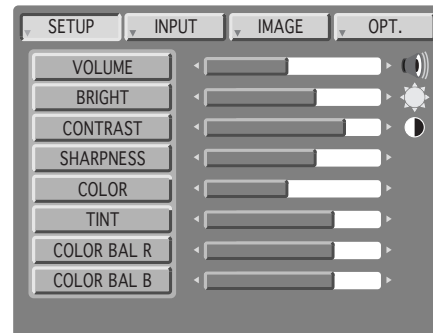 SETUP INPUT IMAGE OPT.
VOLUME
BRIGHT
CONTRAST
SHARPNESS
COLOR
TINT
COLOR BAL R
COLOR BAL B